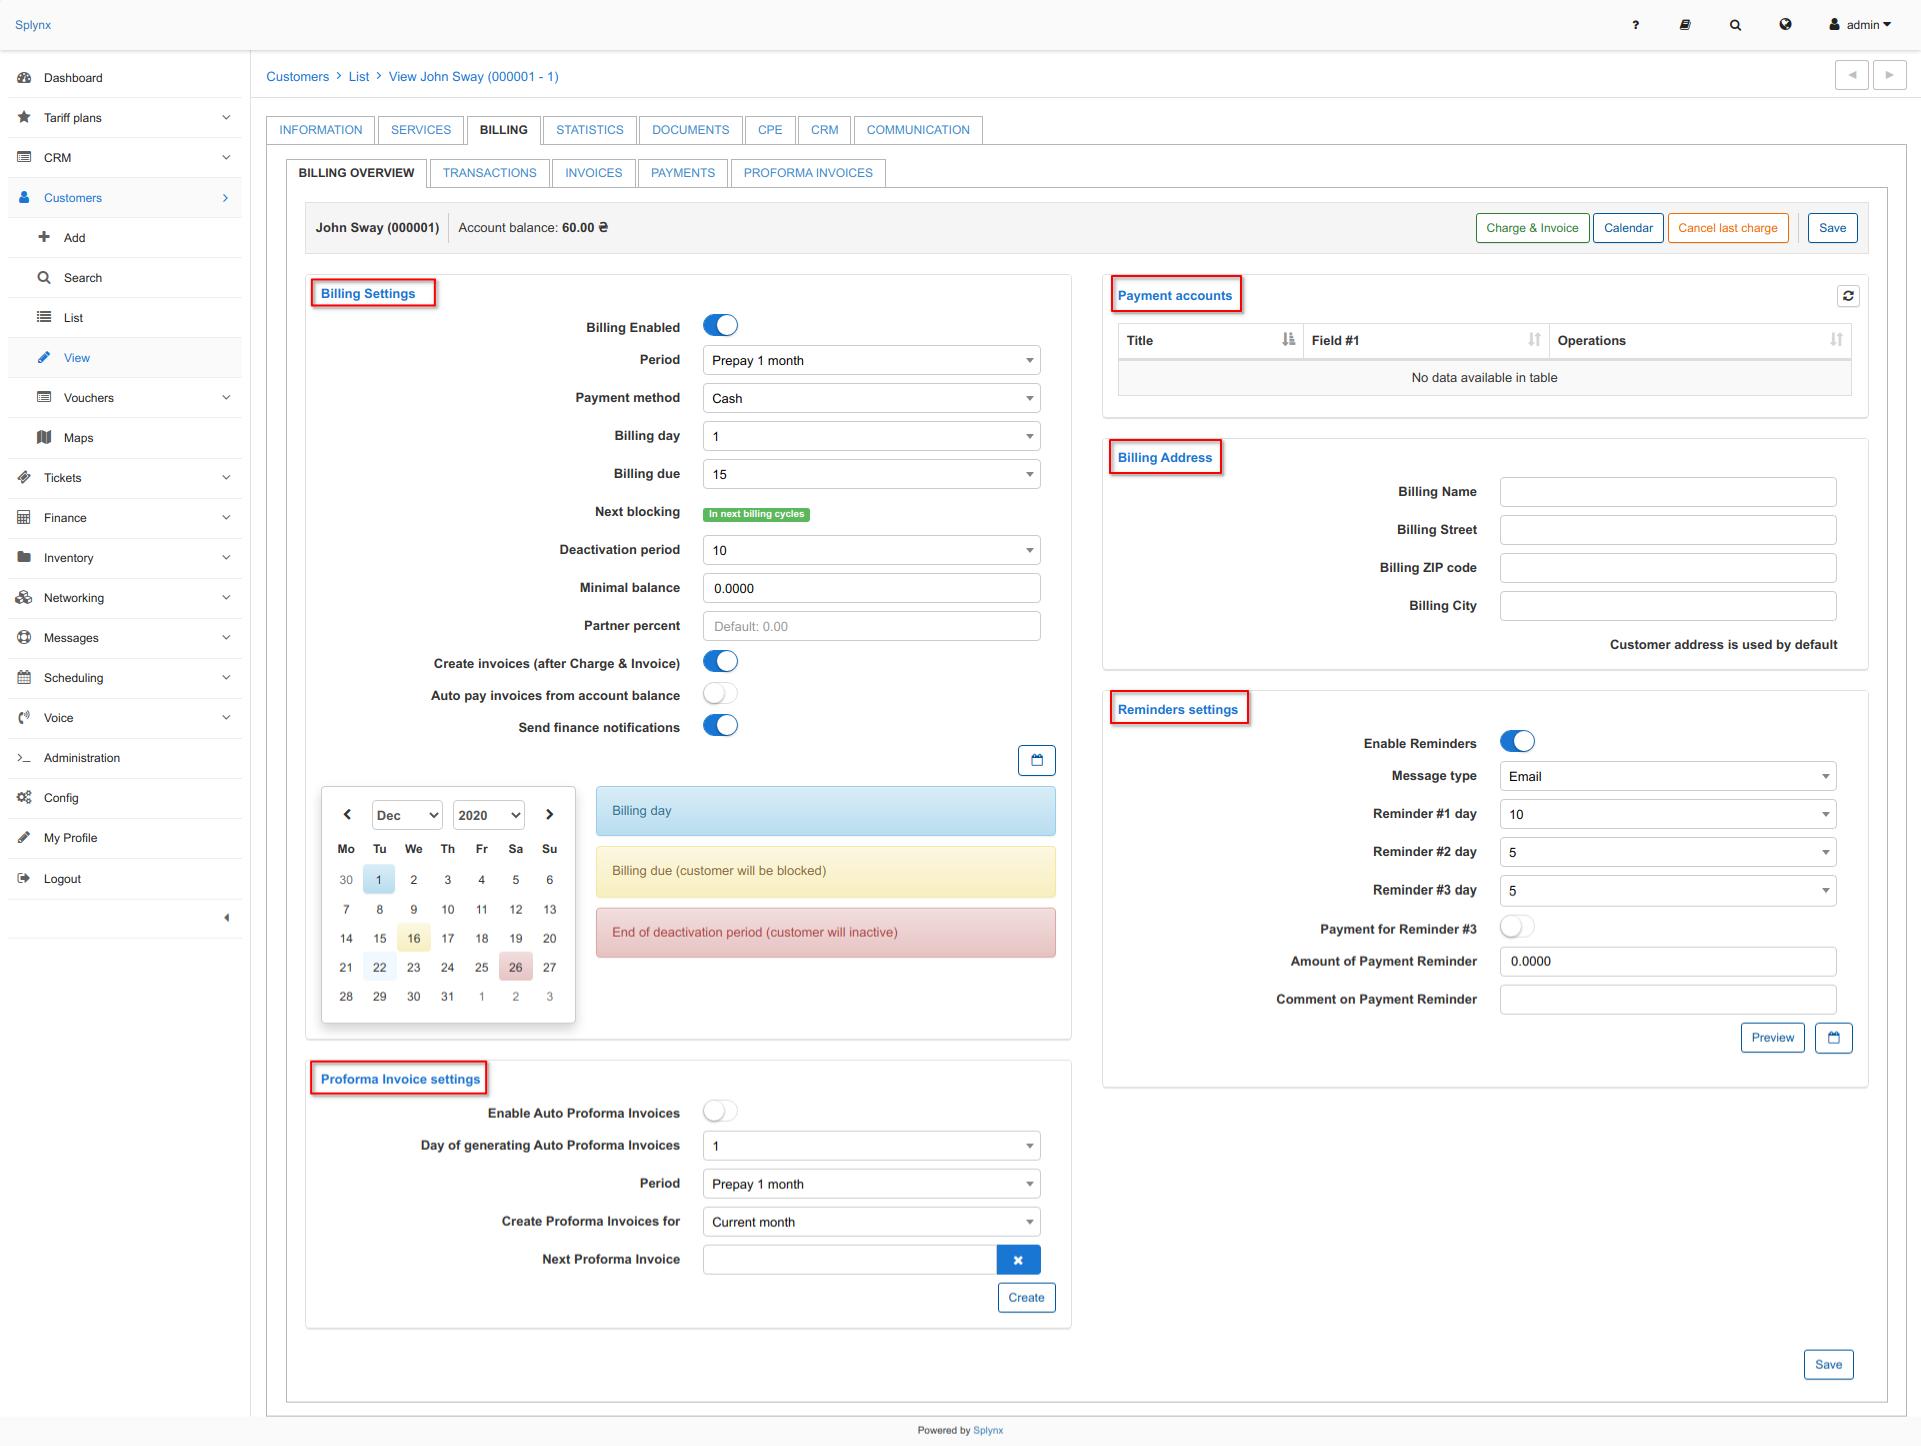 Splynx
? admin
Dashboard
Tariff plans
CRM
Customers
Add
Search
List
View
Vouchers
Maps
Tickets
Finance
Inventory
Networking
Messages
Scheduling
Voice
Administration
Config
My Profile
Logout
Customers > List > View John Sway (000001 - 1)
INFORMATION SERVICES BILLING STATISTICS DOCUMENTS CPE CRM COMMUNICATION
BILLING OVERVIEW TRANSACTIONS INVOICES PAYMENTS PROFORMA INVOICES
John Sway (000001) Account balance: 60.00 ₴ Charge & Invoice Calendar Cancel last charge Save
Billing Settings
Billing Enabled
Period Prepay 1 month
Payment method Cash
Billing day 1
Billing due 15
Next blocking In next billing cycles
Deactivation period 10
Minimal balance 0.0000
Partner percent Default: 0.00
Create invoices (after Charge & Invoice)
Auto pay invoices from account balance
Send finance notifications
Dec 2020
Mo Tu We Th Fr Sa Su
30 1 2 3 4 5 6
7 8 9 10 11 12 13
14 15 16 17 18 19 20
21 22 23 24 25 26 27
28 29 30 31 1 2 3
Billing day
Billing due (customer will be blocked)
End of deactivation period (customer will inactive)
Proforma Invoice settings
Enable Auto Proforma Invoices
Day of generating Auto Proforma Invoices 1
Period Prepay 1 month
Create Proforma Invoices for Current month
Next Proforma Invoice
Create
Payment accounts
Title Field #1 Operations
No data available in table
Billing Address
Billing Name
Billing Street
Billing ZIP code
Billing City
Customer address is used by default
Reminders settings
Enable Reminders
Message type Email
Reminder #1 day 10
Reminder #2 day 5
Reminder #3 day 5
Payment for Reminder #3
Amount of Payment Reminder 0.0000
Comment on Payment Reminder
Preview
Save
Powered by Splynx